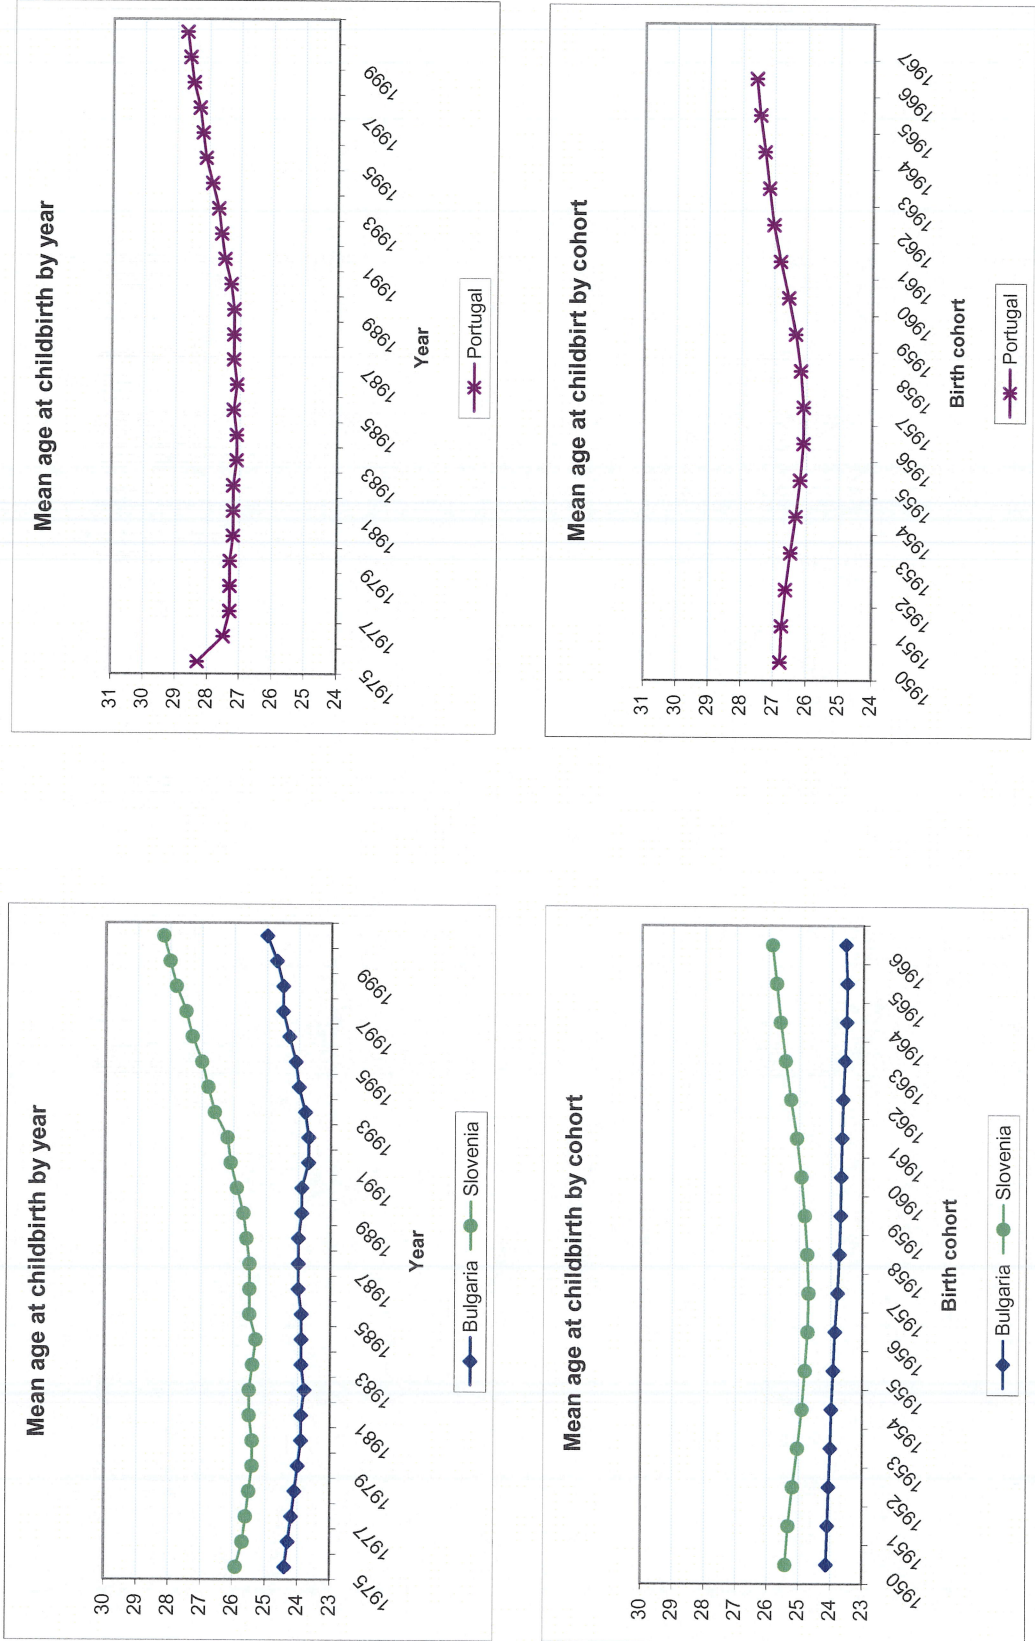 Mean age at childbirth by year
30
29
28
27
26
25
24
23
1975 1977 1979 1981 1983 1985 1987 1989 1991 1993 1995 1997 1999
Year
Bulgaria Slovenia
Mean age at childbirth by year
31
30
29
28
27
26
25
24
1975 1977 1979 1981 1983 1985 1987 1989 1991 1993 1995 1997 1999
Year
Portugal
Mean age at childbirth by cohort
30
29
28
27
26
25
24
23
1950 1951 1952 1953 1954 1955 1956 1957 1958 1959 1960 1961 1962 1963 1964 1965 1966
Birth cohort
Bulgaria Slovenia
Mean age at childbirt by cohort
31
30
29
28
27
26
25
24
1950 1951 1952 1953 1954 1955 1956 1957 1958 1959 1960 1961 1962 1963 1964 1965 1966 1967
Birth cohort
Portugal